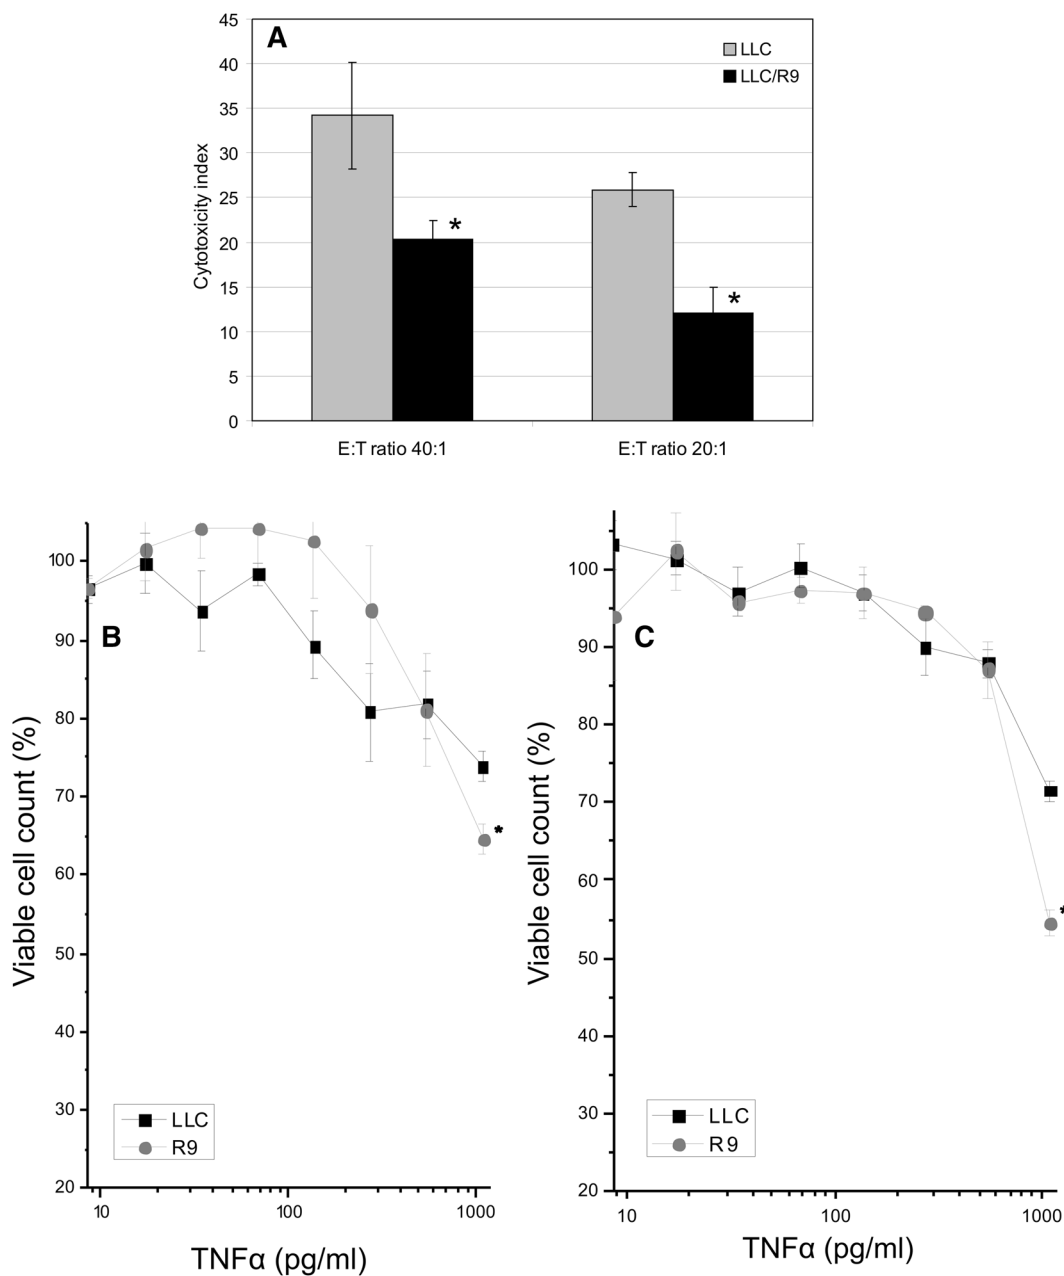 A
LLC
LLC/R9
45
40
35
30
25
20
15
10
5
0
Cytotoxicity index
*
*
E:T ratio 40:1
E:T ratio 20:1
B
100
90
80
70
60
50
40
30
20
Viable cell count (%)
*
LLC
R9
10
100
1000
TNFα (pg/ml)
C
100
90
80
70
60
50
40
30
20
Viable cell count (%)
*
LLC
R9
10
100
1000
TNFα (pg/ml)